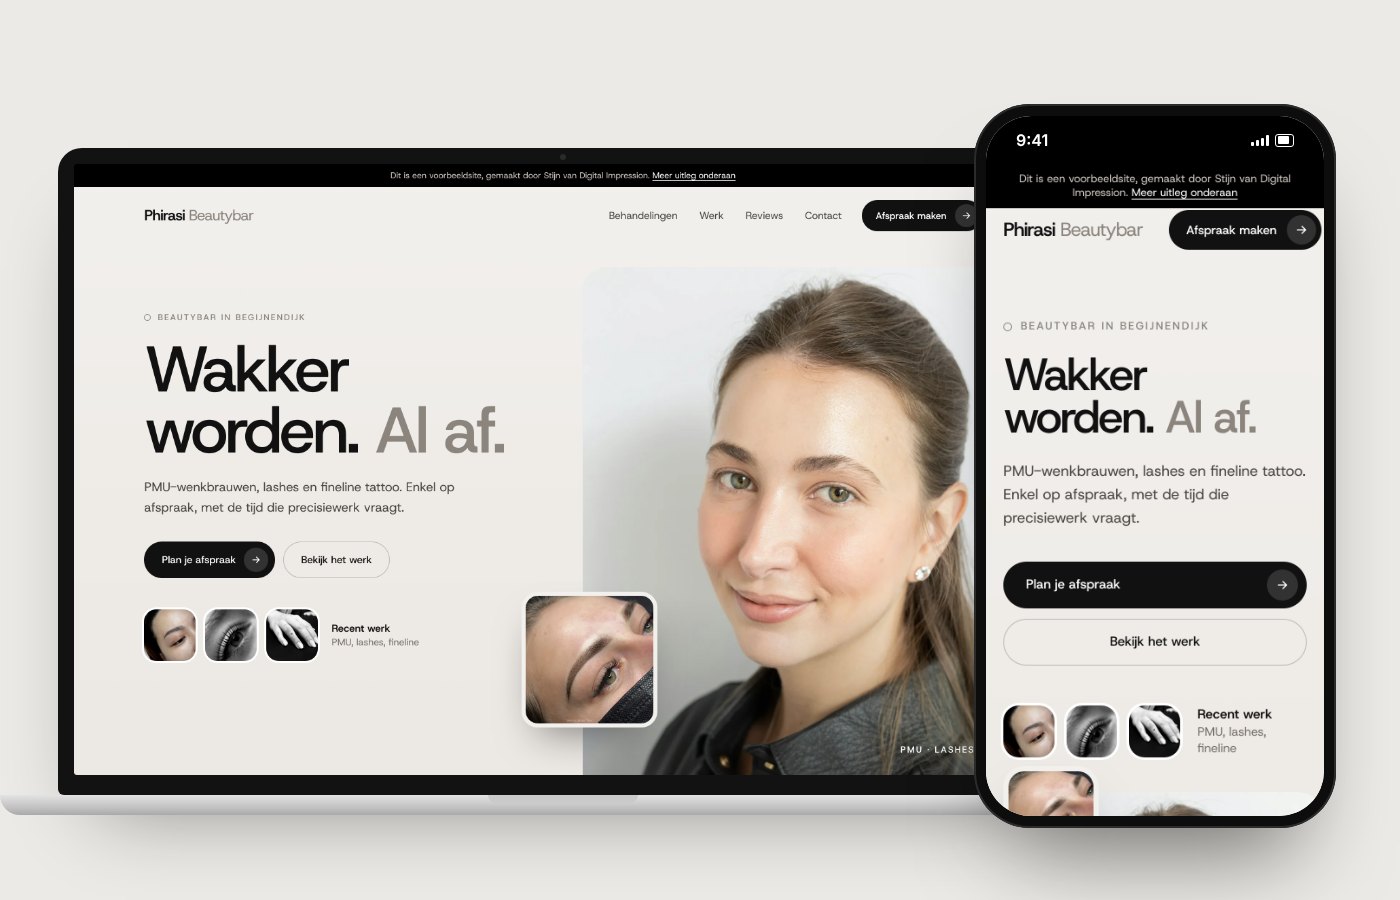 Dit is een voorbeeldsite, gemaakt door Stijn van Digital Impression. Meer uitleg onderaan
Phirasi Beautybar
Behandelingen
Werk
Reviews
Contact
Afspraak maken
BEAUTYBAR IN BEGIJNENDIJK
Wakker
worden. Al af.
PMU-wenkbrauwen, lashes en fineline tattoo. Enkel op
afspraak, met de tijd die precisiewerk vraagt.
Plan je afspraak
Bekijk het werk
Recent werk
PMU, lashes, fineline
PMU · LASHES
9:41
Dit is een voorbeeldsite, gemaakt door Stijn van Digital
Impression. Meer uitleg onderaan
Phirasi Beautybar
Afspraak maken
BEAUTYBAR IN BEGIJNENDIJK
Wakker
worden. Al af.
PMU-wenkbrauwen, lashes en fineline tattoo.
Enkel op afspraak, met de tijd die
precisiewerk vraagt.
Plan je afspraak
Bekijk het werk
Recent werk
PMU, lashes,
fineline